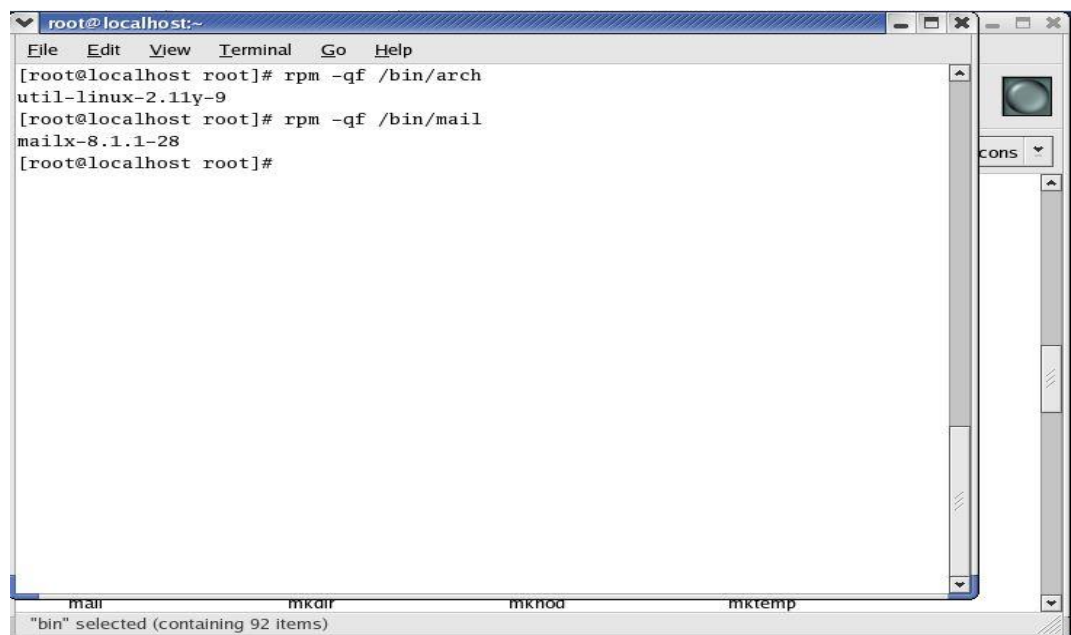 root@localhost:~
File Edit View Terminal Go Help
[root@localhost root]# rpm -qf /bin/arch
util-linux-2.11y-9
[root@localhost root]# rpm -qf /bin/mail
mailx-8.1.1-28
[root@localhost root]#
cons
mail mkdir mknod mktemp
"bin" selected (containing 92 items)